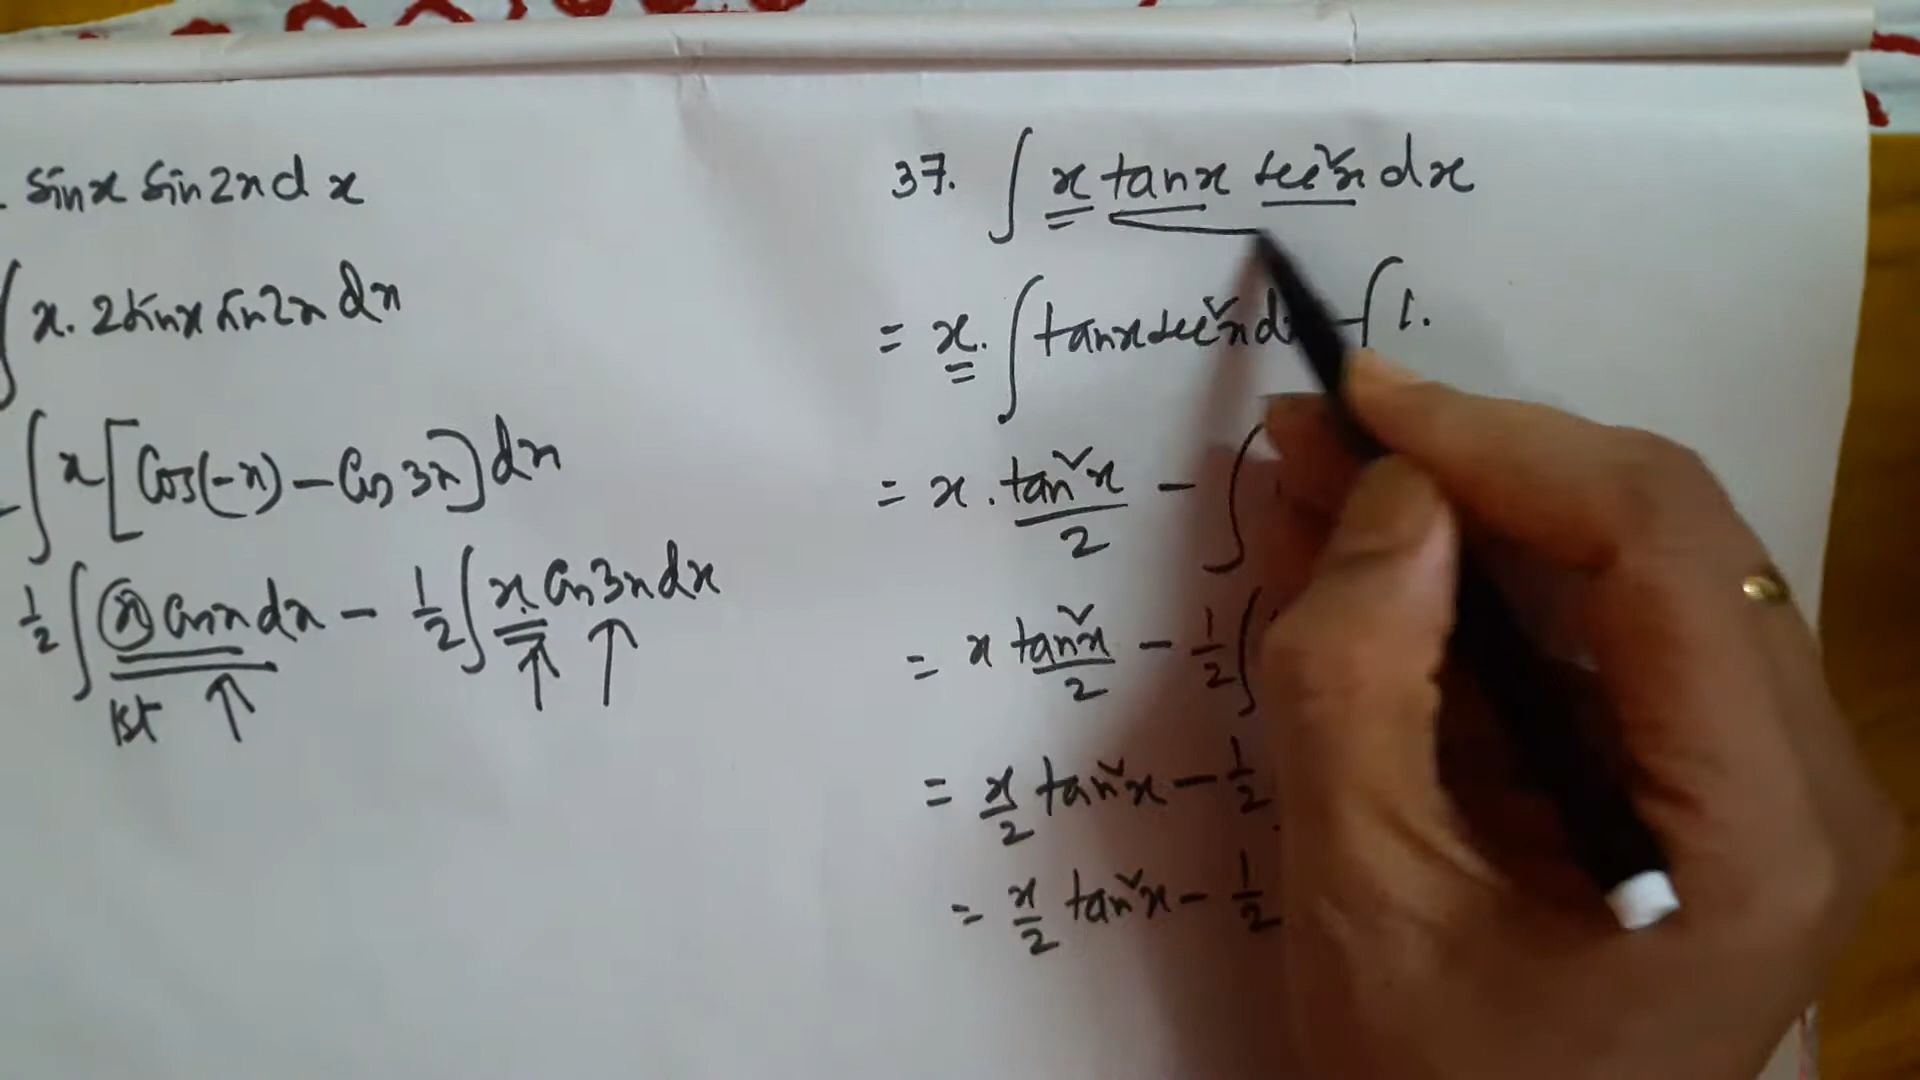 sinx sin2x dx
∫ x. 2sinx sin2x dx
∫ x [Cos(-x) - Cos 3x] dx
1/2 ∫ x Cosx dx - 1/2 ∫ x. Cos3x dx
1st
37. ∫ x tanx sec²x dx
= x. ∫ tanx sec²x d - ∫ 1.
= x . tan²x/2 - ∫
= x tan²x/2 - 1/2 ∫
= x/2 tan²x - 1/2
= x/2 tan²x - 1/2